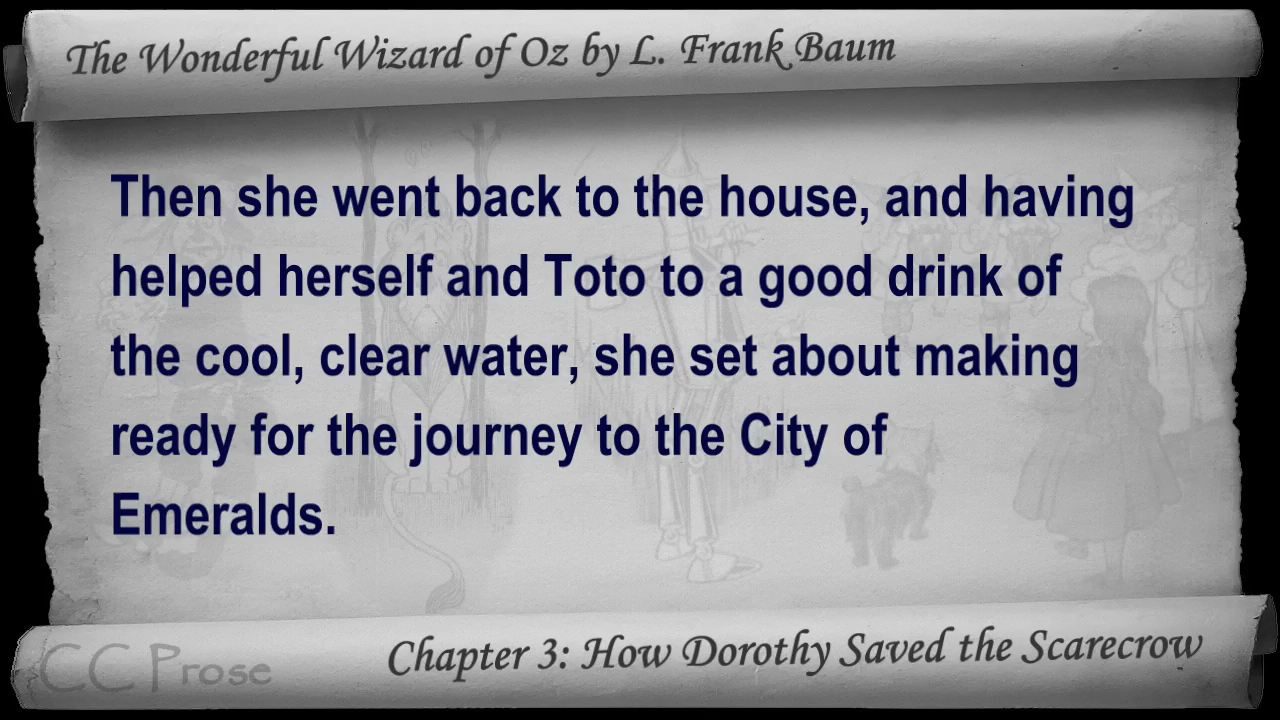 The Wonderful Wizard of Oz by L. Frank Baum
Then she went back to the house, and having
helped herself and Toto to a good drink of
the cool, clear water, she set about making
ready for the journey to the City of
Emeralds.
CC Prose
Chapter 3: How Dorothy Saved the Scarecrow